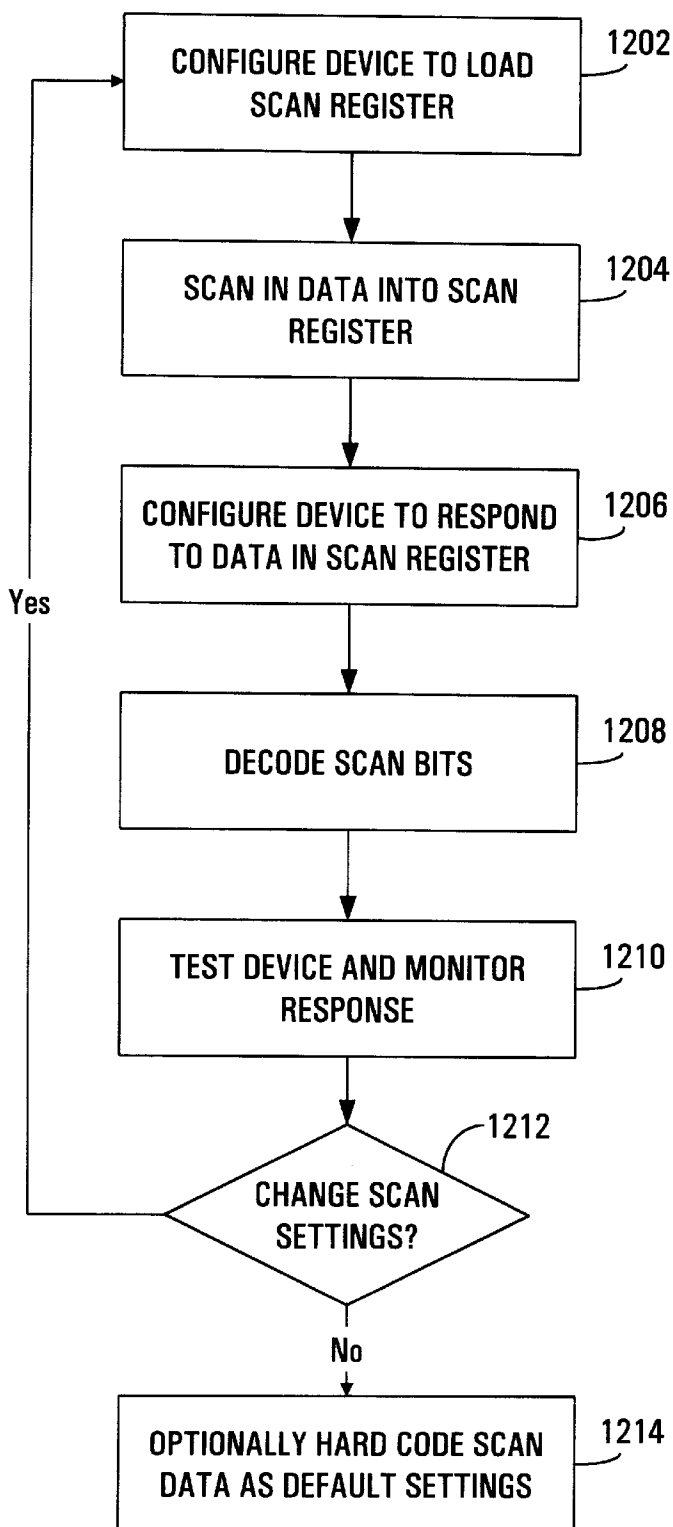 1202
CONFIGURE DEVICE TO LOAD
SCAN REGISTER
1204
SCAN IN DATA INTO SCAN
REGISTER
1206
CONFIGURE DEVICE TO RESPOND
TO DATA IN SCAN REGISTER
Yes
1208
DECODE SCAN BITS
1210
TEST DEVICE AND MONITOR
RESPONSE
1212
CHANGE SCAN
SETTINGS?
No
1214
OPTIONALLY HARD CODE SCAN
DATA AS DEFAULT SETTINGS